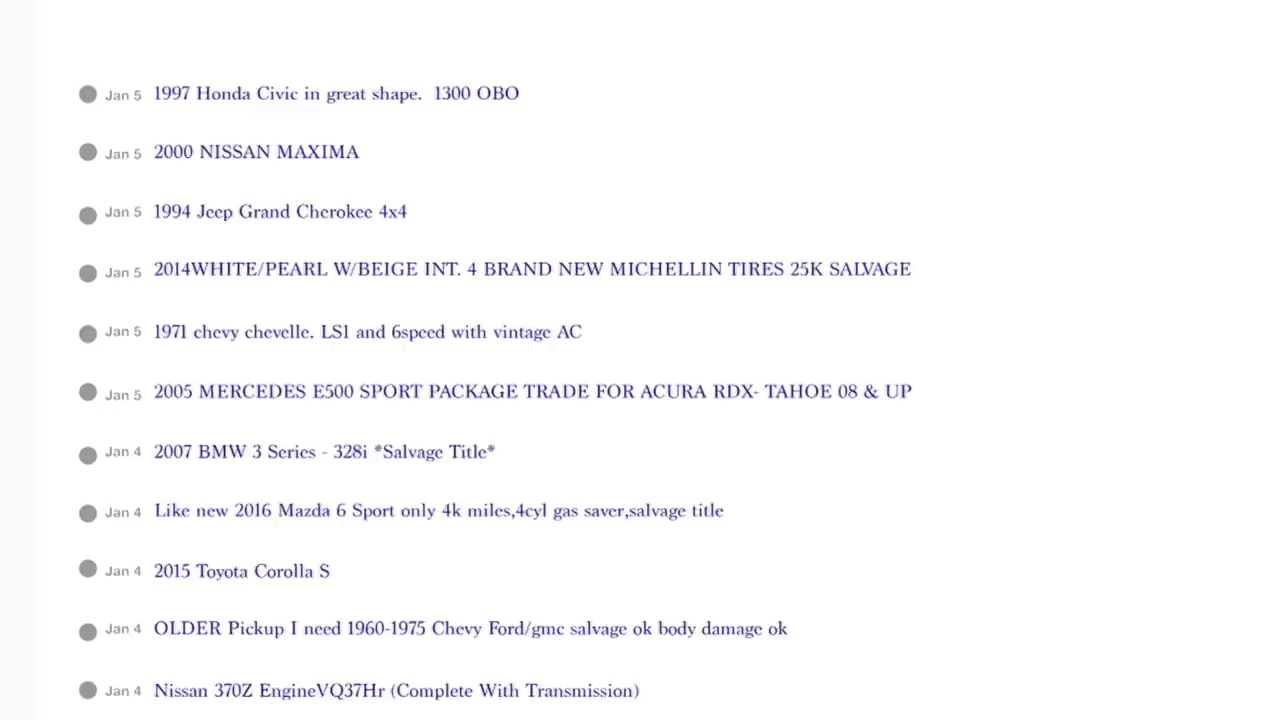 Jan 5 1997 Honda Civic in great shape.  1300 OBO
Jan 5 2000 NISSAN MAXIMA
Jan 5 1994 Jeep Grand Cherokee 4x4
Jan 5 2014WHITE/PEARL W/BEIGE INT. 4 BRAND NEW MICHELLIN TIRES 25K SALVAGE
Jan 5 1971 chevy chevelle. LS1 and 6speed with vintage AC
Jan 5 2005 MERCEDES E500 SPORT PACKAGE TRADE FOR ACURA RDX- TAHOE 08 & UP
Jan 4 2007 BMW 3 Series - 328i *Salvage Title*
Jan 4 Like new 2016 Mazda 6 Sport only 4k miles,4cyl gas saver,salvage title
Jan 4 2015 Toyota Corolla S
Jan 4 OLDER Pickup I need 1960-1975 Chevy Ford/gmc salvage ok body damage ok
Jan 4 Nissan 370Z EngineVQ37Hr (Complete With Transmission)